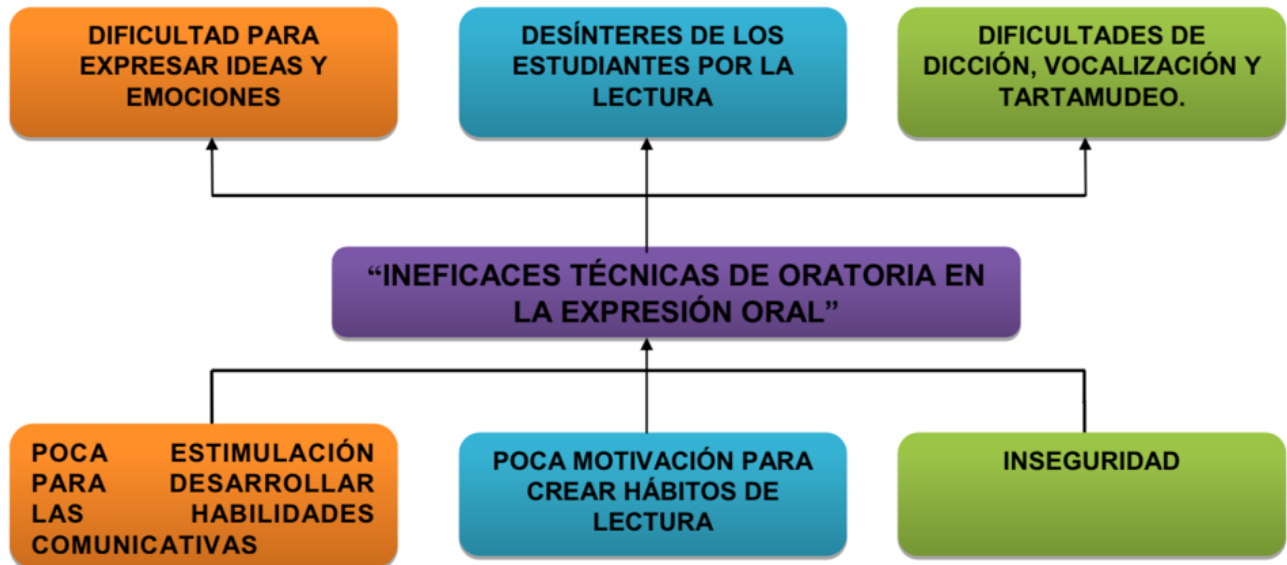 DIFICULTAD PARA
EXPRESAR IDEAS Y
EMOCIONES
DESÍNTERES DE LOS
ESTUDIANTES POR LA
LECTURA
DIFICULTADES DE
DICCIÓN, VOCALIZACIÓN Y
TARTAMUDEO.
“INEFICACES TÉCNICAS DE ORATORIA EN
LA EXPRESIÓN ORAL”
POCA ESTIMULACIÓN
PARA DESARROLLAR
LAS HABILIDADES
COMUNICATIVAS
POCA MOTIVACIÓN PARA
CREAR HÁBITOS DE
LECTURA
INSEGURIDAD